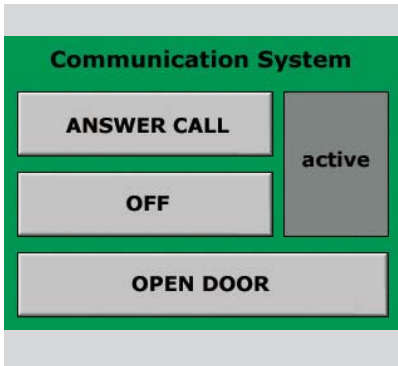 Communication System
ANSWER CALL
active
OFF
OPEN DOOR